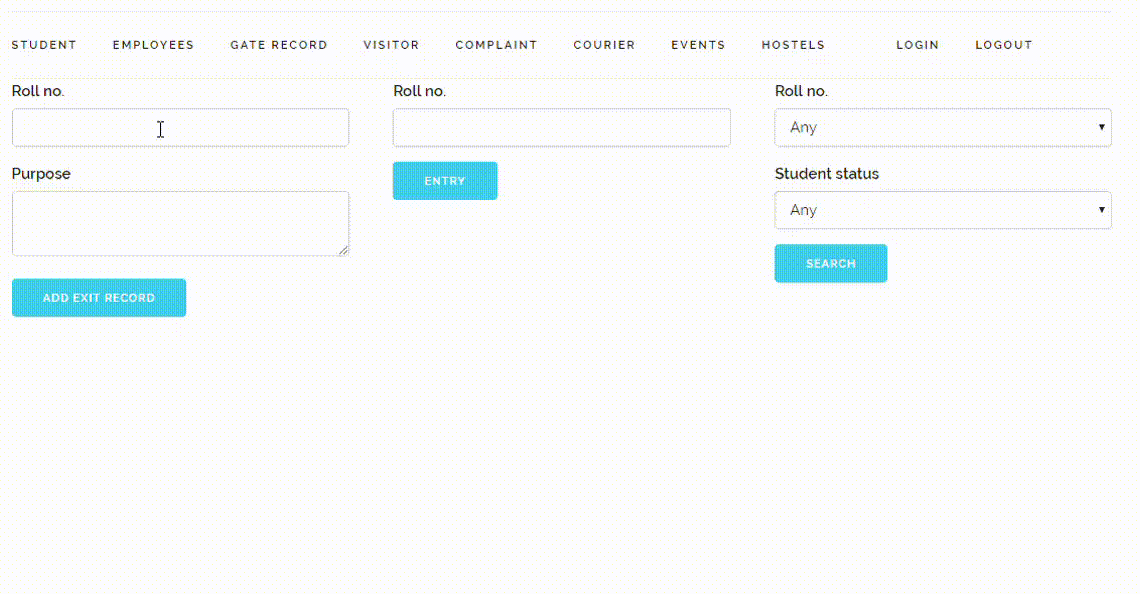 STUDENT EMPLOYEES GATE RECORD VISITOR COMPLAINT COURIER EVENTS HOSTELS LOGIN LOGOUT
Roll no.
Purpose
ADD EXIT RECORD
Roll no.
ENTRY
Roll no.
Any
Student status
Any
SEARCH